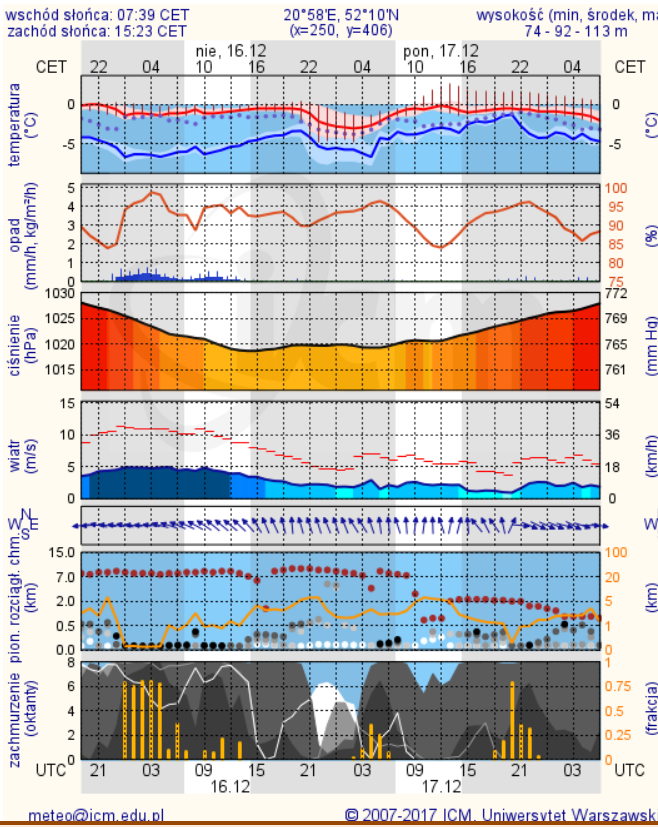 wschód słońca: 07:39 CET 20°58'E, 52°10'N wysokość (min, środek, ma
zachód słońca: 15:23 CET (x=250, y=406) 74 - 92 - 113 m
nie, 16.12 pon, 17.12
CET 22 04 10 16 22 04 10 16 22 04 CET
temperatura (°C)
0 0
-5 -5
opad (mm/h, kg/m²/h)
5 100
4 95
3 90
2 85
1 80
0 75
(%)
ciśnienie (hPa)
1030 772
1025 769
1020 765
1015 761
(mm Hg)
wiatr (m/s)
15 54
10 36
5 18
0 0
(km/h)
N
W E W
S
pion. rozciągł. chm. (km)
15.0 100
7.0 20
2.0 5
0.5 1
0.0 0
(km)
zachmurzenie (oktanty)
8 1
6 0.75
4 0.5
2 0.25
0 0
(frakcja)
UTC 21 03 09 15 21 03 09 15 21 03 UTC
16.12 17.12
meteo@icm.edu.pl © 2007-2017 ICM, Uniwersytet Warszawsk